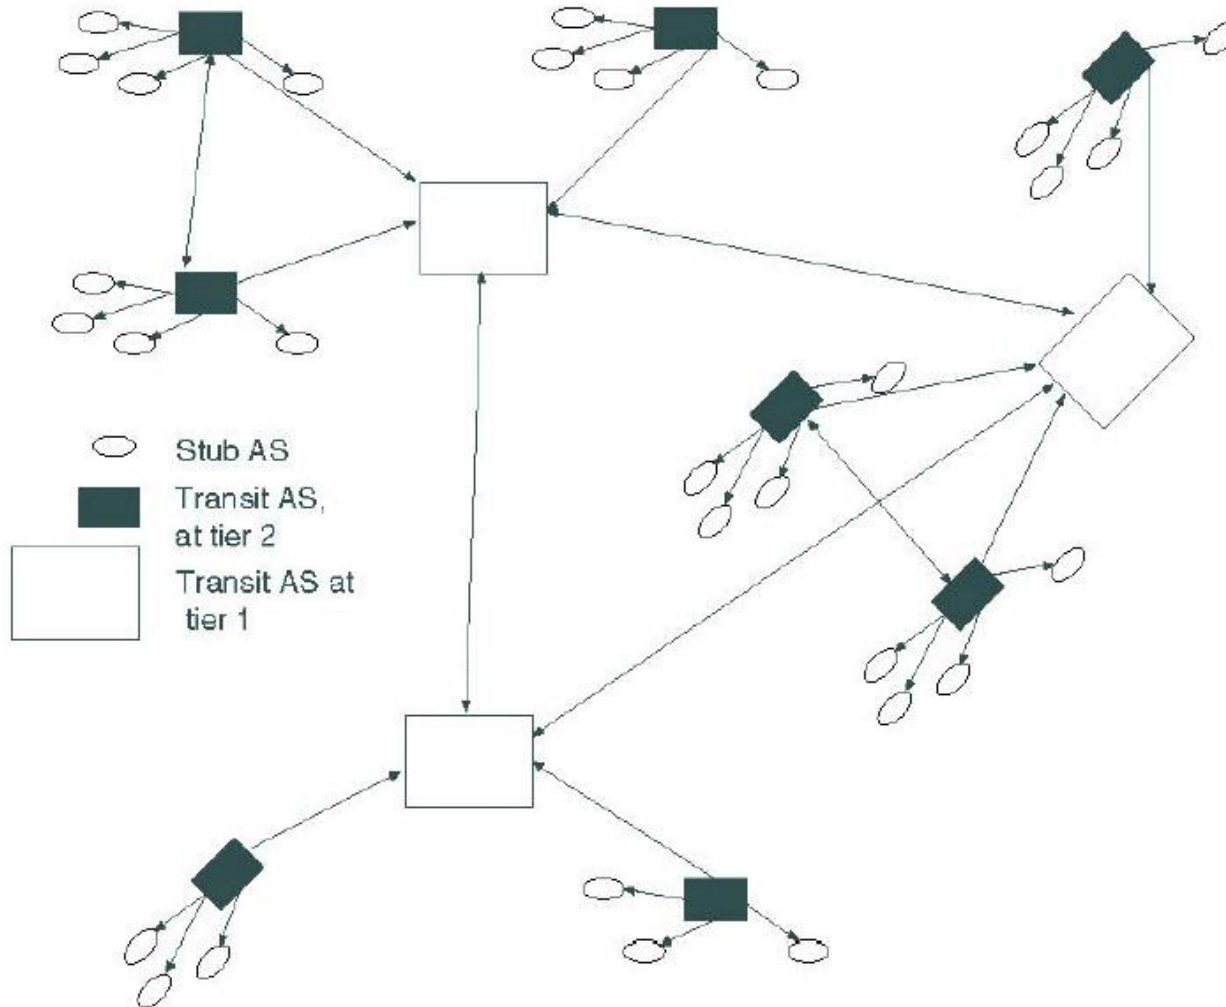 Stub AS
Transit AS,
at tier 2
Transit AS at
tier 1